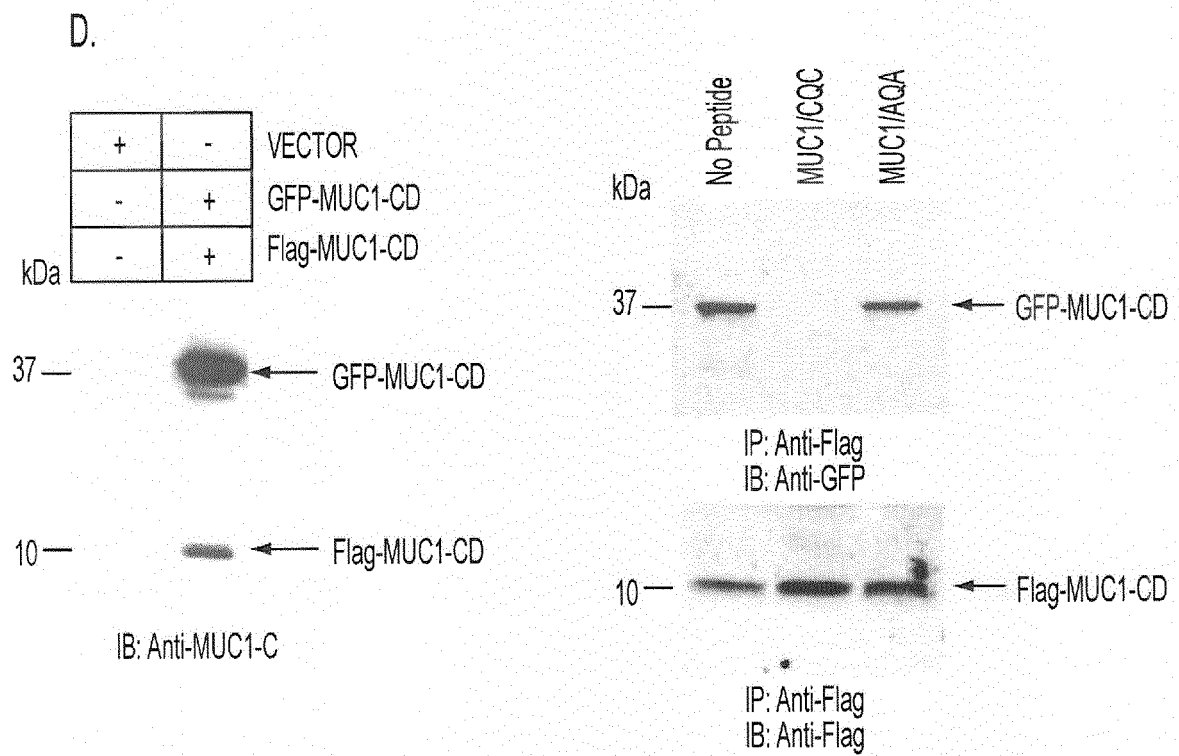 D.
+ - VECTOR
- + GFP-MUC1-CD
- + Flag-MUC1-CD
kDa
37
GFP-MUC1-CD
10
Flag-MUC1-CD
IB: Anti-MUC1-C
No Peptide
MUC1/CQC
MUC1/AQA
kDa
37
GFP-MUC1-CD
IP: Anti-Flag
IB: Anti-GFP
10
Flag-MUC1-CD
IP: Anti-Flag
IB: Anti-Flag